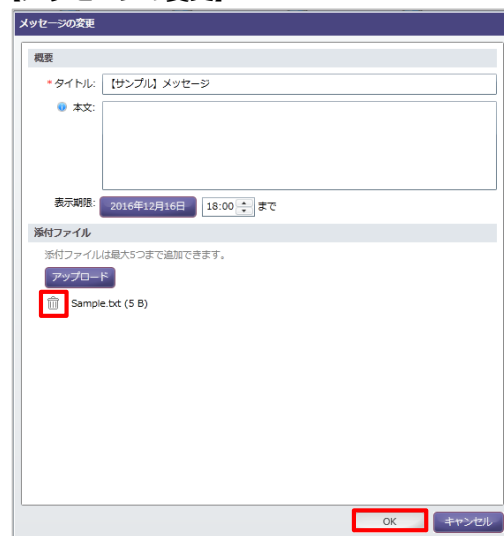 メッセージの変更
概要
*タイトル: 【サンプル】メッセージ
本文:
表示期限: 2016年12月16日 18:00 まで
添付ファイル
添付ファイルは最大5つまで追加できます。
アップロード
Sample.txt (5 B)
OK キャンセル